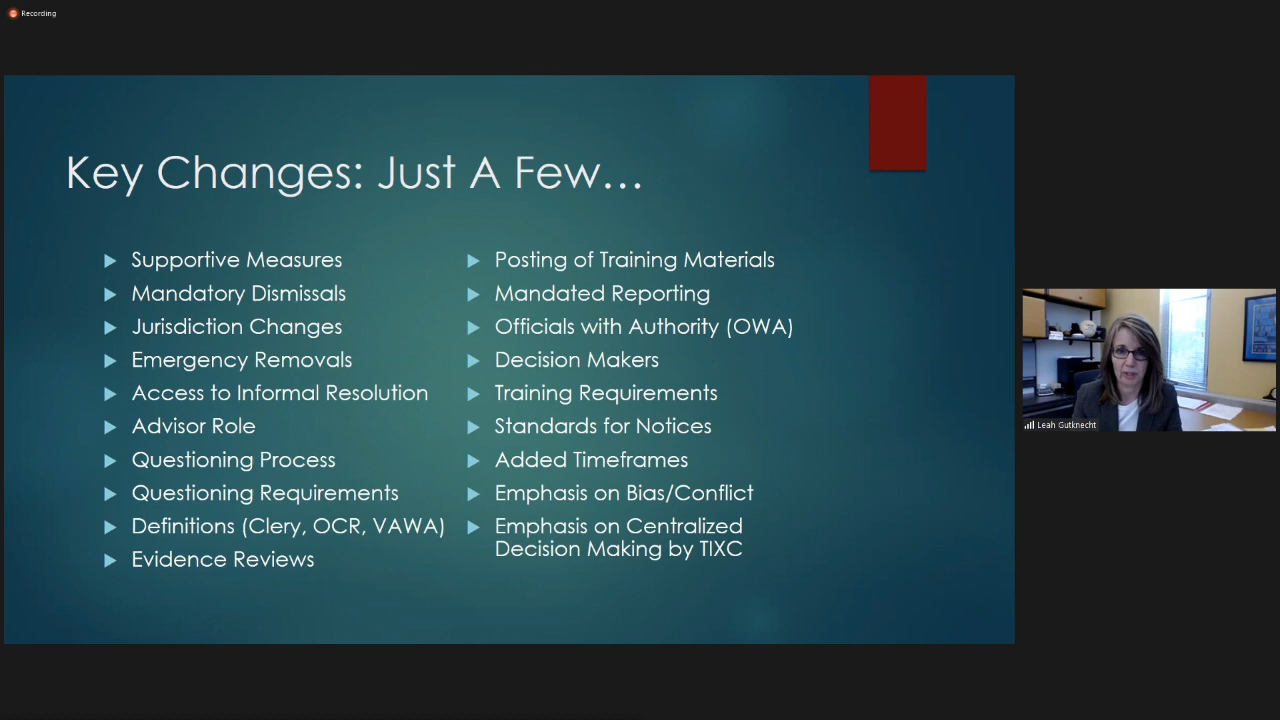 Recording
Key Changes: Just A Few...
Supportive Measures
Mandatory Dismissals
Jurisdiction Changes
Emergency Removals
Access to Informal Resolution
Advisor Role
Questioning Process
Questioning Requirements
Definitions (Clery, OCR, VAWA)
Evidence Reviews
Posting of Training Materials
Mandated Reporting
Officials with Authority (OWA)
Decision Makers
Training Requirements
Standards for Notices
Added Timeframes
Emphasis on Bias/Conflict
Emphasis on Centralized
Decision Making by TIXC
Leah Gutknecht